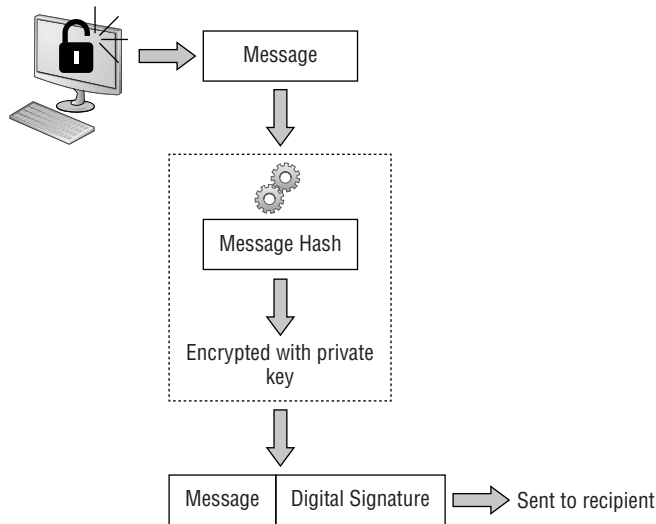 Message
Message Hash
Encrypted with private
key
Message
Digital Signature
Sent to recipient